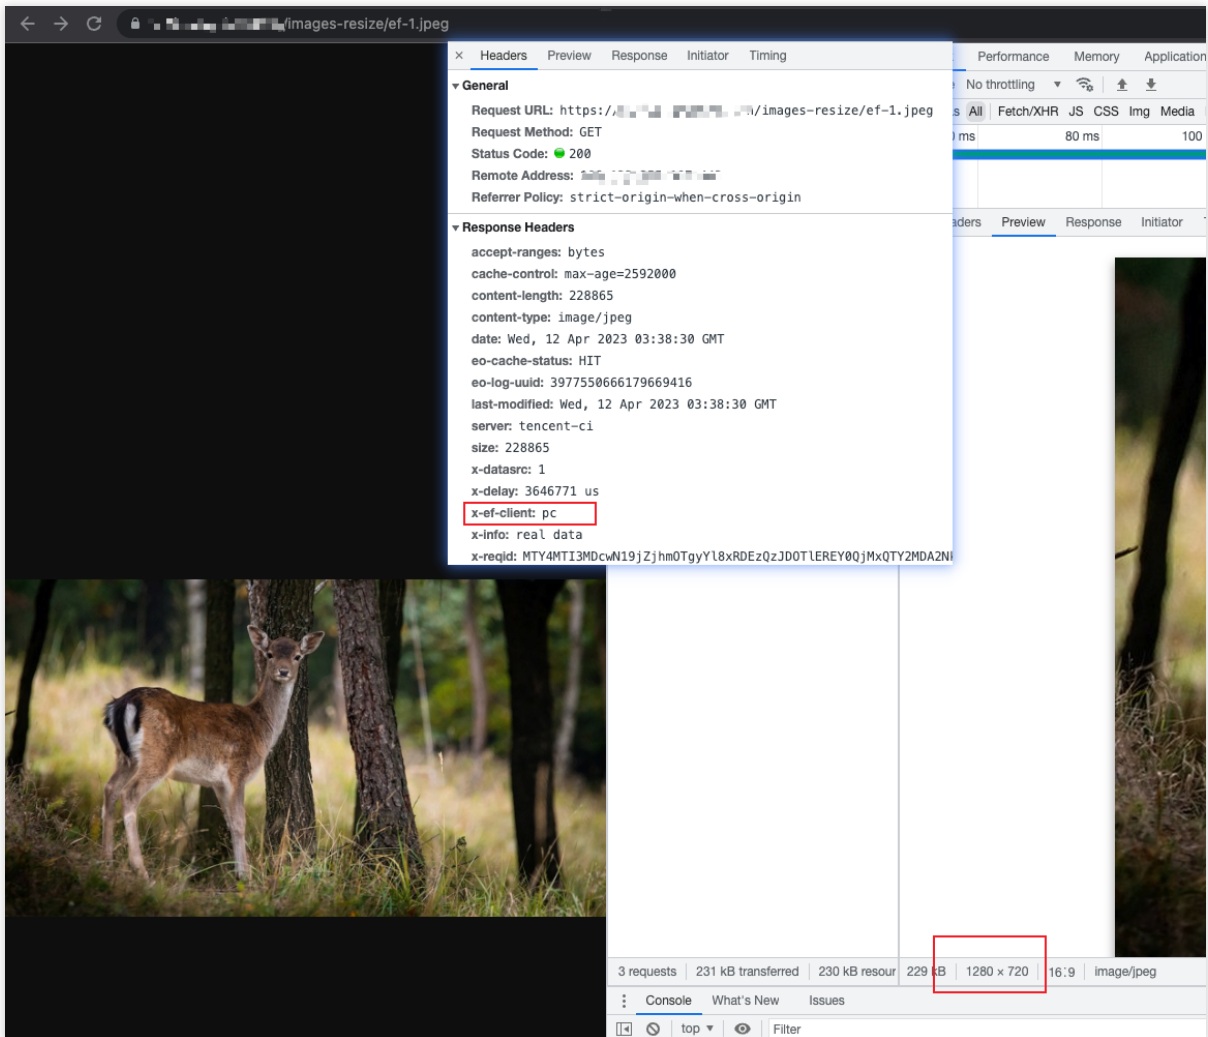 /images-resize/ef-1.jpeg
× Headers Preview Response Initiator Timing
General
Request URL: https:/ /images-resize/ef-1.jpeg
Request Method: GET
Status Code: 200
Remote Address:
Referrer Policy: strict-origin-when-cross-origin
Response Headers
accept-ranges: bytes
cache-control: max-age=2592000
content-length: 228865
content-type: image/jpeg
date: Wed, 12 Apr 2023 03:38:30 GMT
eo-cache-status: HIT
eo-log-uuid: 3977550666179669416
last-modified: Wed, 12 Apr 2023 03:38:30 GMT
server: tencent-ci
size: 228865
x-datasrc: 1
x-delay: 3646771 us
x-ef-client: pc
x-info: real data
x-reqid:
Performance Memory Application
No throttling
All Fetch/XHR JS CSS Img Media
ms 80 ms 100
Preview Response Initiator
3 requests 231 kB transferred 230 kB resour 229 kB 1280 × 720 16:9 image/jpeg
Console What's New Issues
top Filter